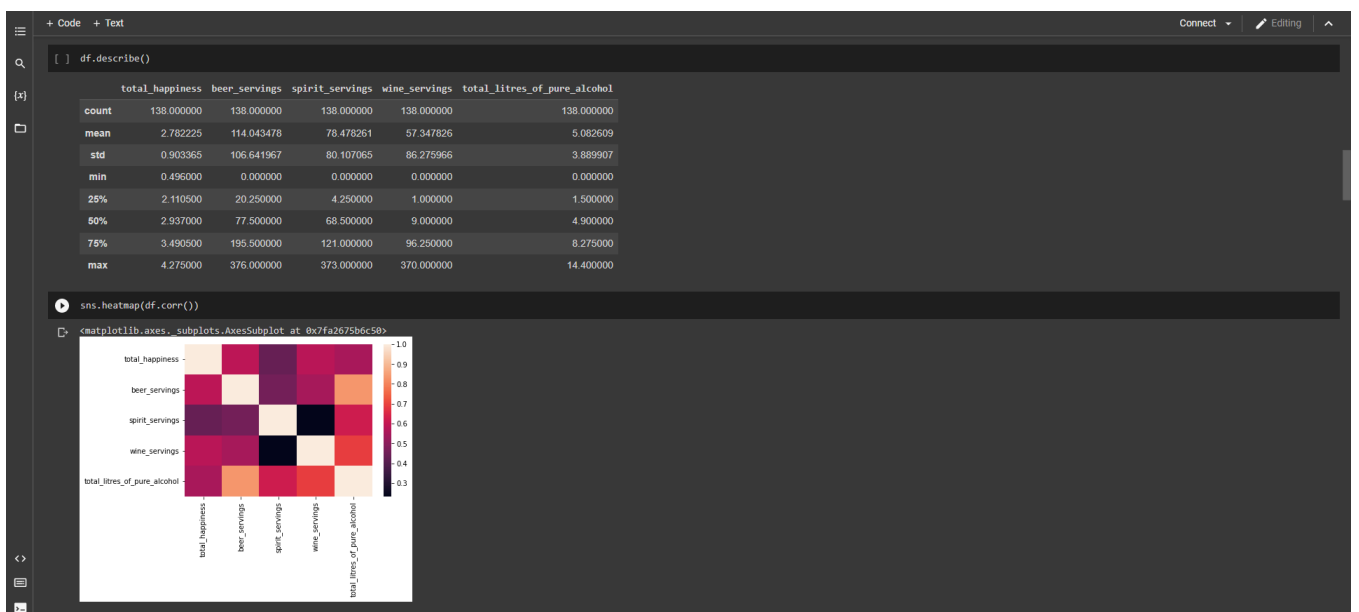 + Code + Text
Connect
Editing
{x}
[ ] df.describe()
total_happiness beer_servings spirit_servings wine_servings total_litres_of_pure_alcohol
count 138.000000 138.000000 138.000000 138.000000 138.000000
mean 2.782225 114.043478 78.478261 57.347826 5.082609
std 0.903365 106.641967 80.107065 86.275966 3.889907
min 0.496000 0.000000 0.000000 0.000000 0.000000
25% 2.110500 20.250000 4.250000 1.000000 1.500000
50% 2.937000 77.500000 68.500000 9.000000 4.900000
75% 3.490500 195.500000 121.000000 96.250000 8.275000
max 4.275000 376.000000 373.000000 370.000000 14.400000
sns.heatmap(df.corr())
<matplotlib.axes._subplots.AxesSubplot at 0x7fa2675b6c50>
total_happiness
beer_servings
spirit_servings
wine_servings
total_litres_of_pure_alcohol
total_happiness
beer_servings
spirit_servings
wine_servings
total_litres_of_pure_alcohol
1.0
0.9
0.8
0.7
0.6
0.5
0.4
0.3